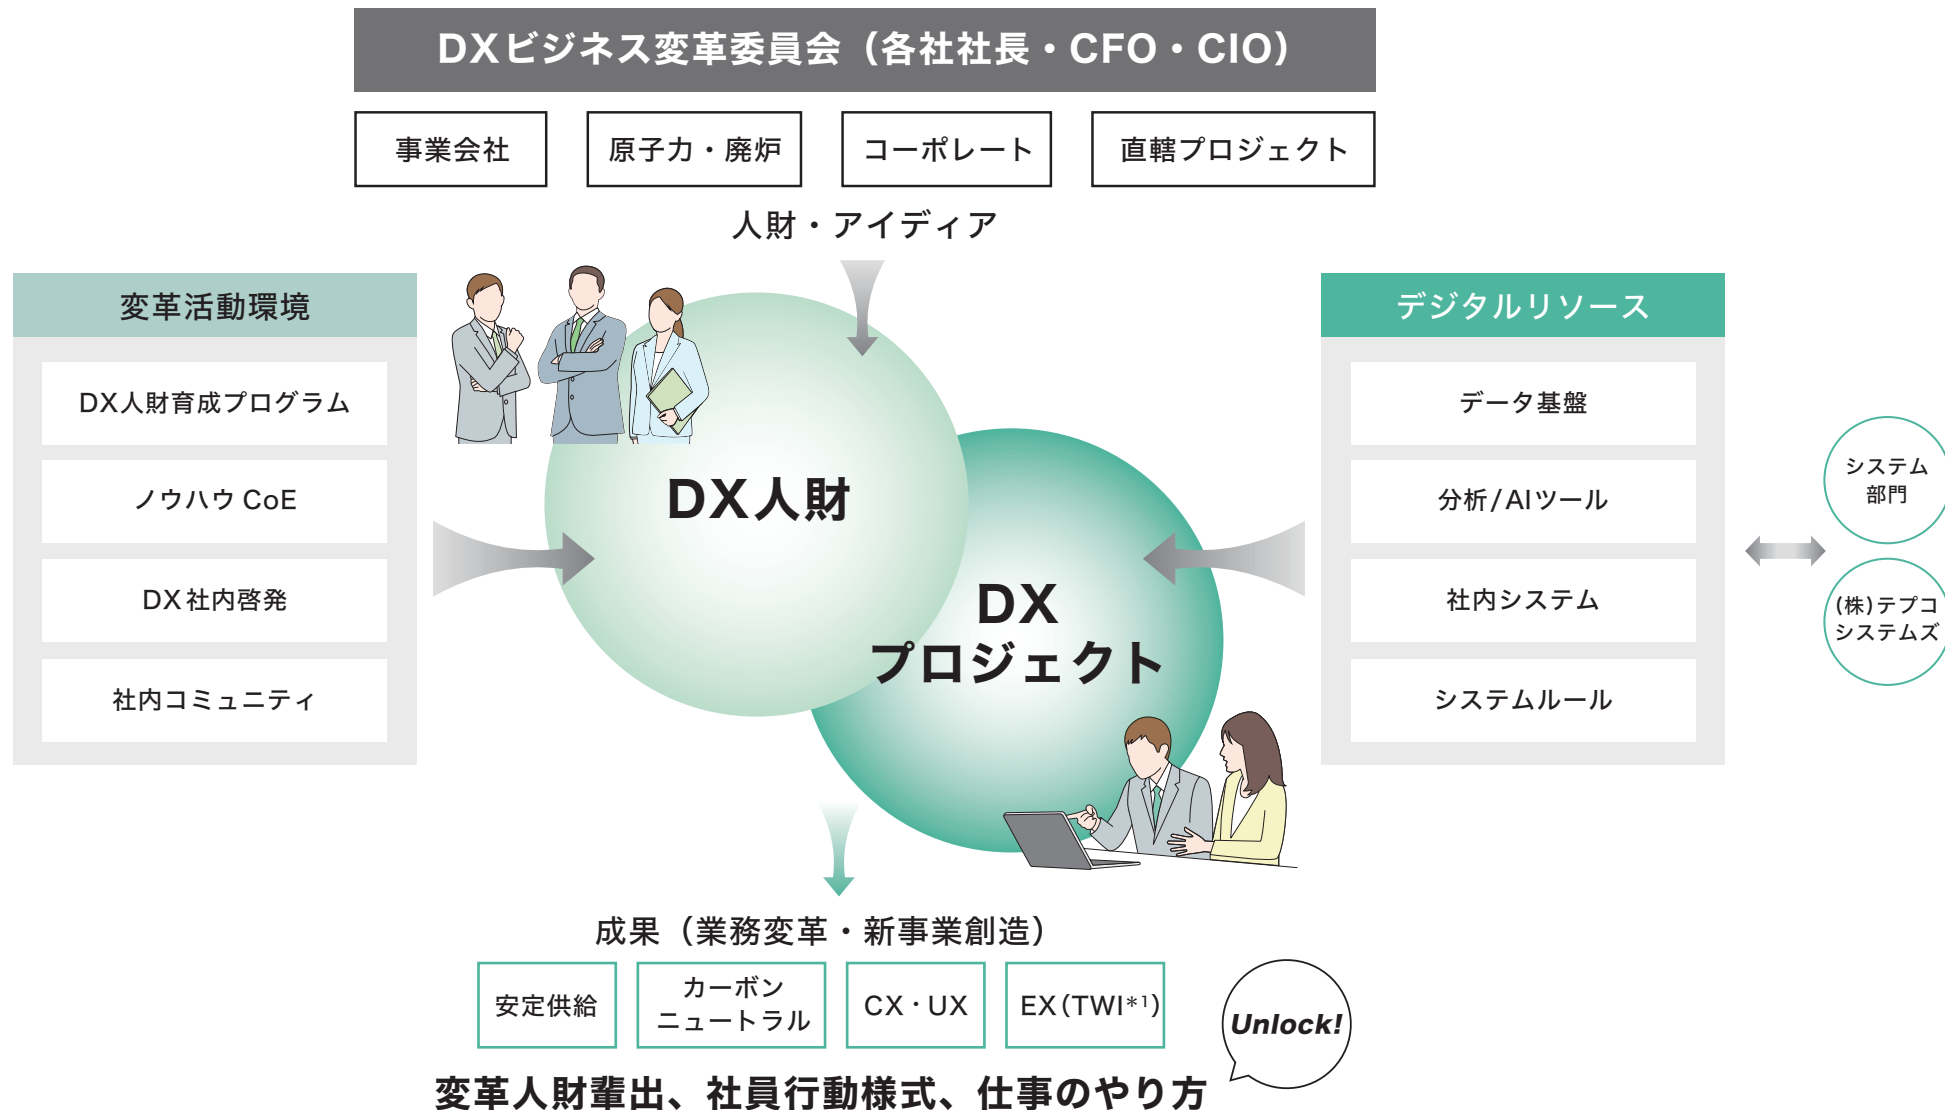 DXビジネス変革委員会（各社社長・CFO・CIO）
事業会社
原子力・廃炉
コーポレート
直轄プロジェクト
人財・アイディア
変革活動環境
DX人財育成プログラム
ノウハウ CoE
DX 社内啓発
社内コミュニティ
DX人財
DX
プロジェクト
デジタルリソース
データ基盤
分析/AIツール
社内システム
システムルール
システム
部門
(株)テプコ
システムズ
成果（業務変革・新事業創造）
安定供給
カーボン
ニュートラル
CX・UX
EX(TWI*1)
Unlock!
変革人財輩出、社員行動様式、仕事のやり方